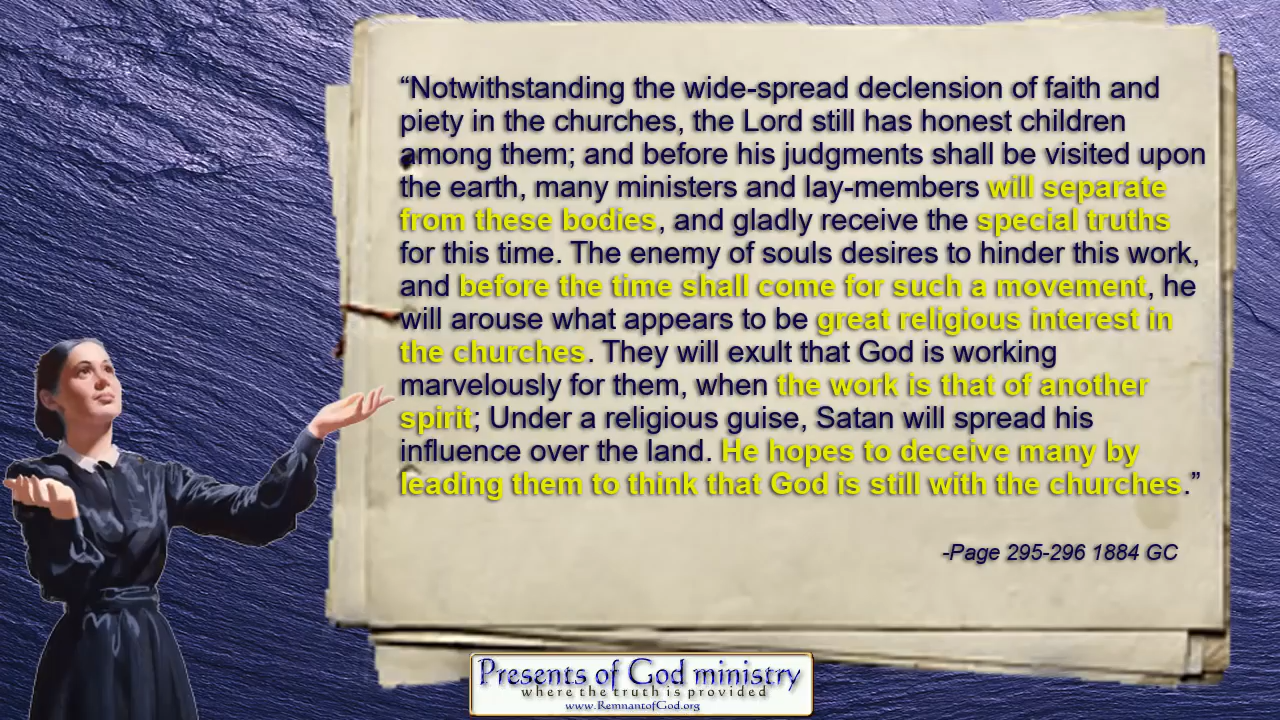 “Notwithstanding the wide-spread declension of faith and
piety in the churches, the Lord still has honest children
among them; and before his judgments shall be visited upon
the earth, many ministers and lay-members will separate
from these bodies, and gladly receive the special truths
for this time. The enemy of souls desires to hinder this work,
and before the time shall come for such a movement, he
will arouse what appears to be great religious interest in
the churches. They will exult that God is working
marvelously for them, when the work is that of another
spirit; Under a religious guise, Satan will spread his
influence over the land. He hopes to deceive many by
leading them to think that God is still with the churches.”
-Page 295-296 1884 GC
Presents of God ministry
where the truth is provided
www.RemnantofGod.org